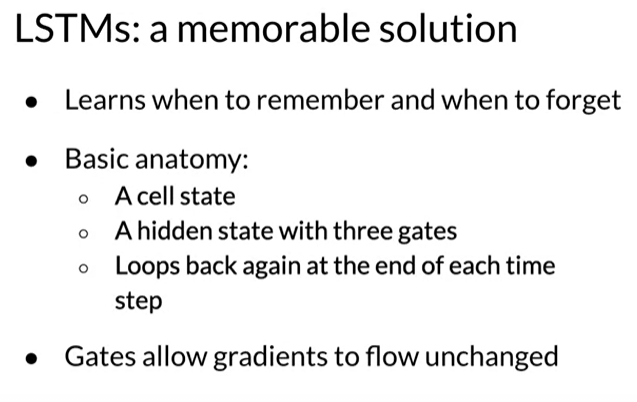 LSTMs: a memorable solution
● Learns when to remember and when to forget
● Basic anatomy:
○ A cell state
○ A hidden state with three gates
○ Loops back again at the end of each time
step
● Gates allow gradients to flow unchanged